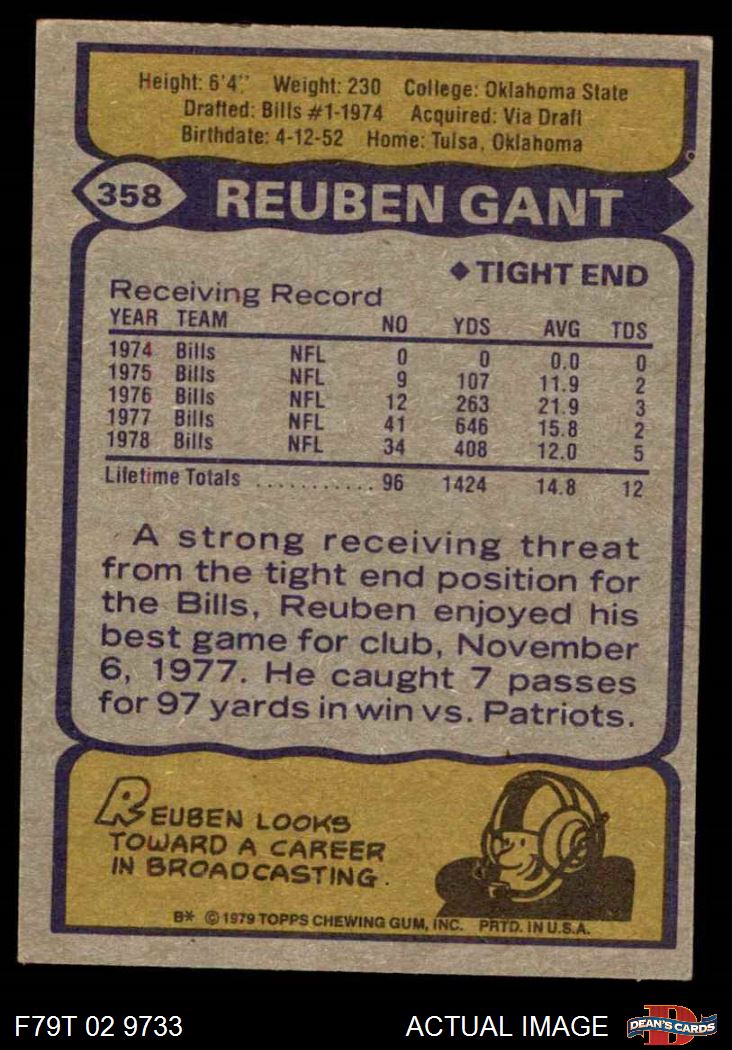 Height: 6'4" Weight: 230 College: Oklahoma State
Drafted: Bills #1-1974 Acquired: Via Draft
Birthdate: 4-12-52 Home: Tulsa, Oklahoma
358 REUBEN GANT
◆TIGHT END
Receiving Record
YEAR TEAM NO YDS AVG TDS
1974 Bills NFL 0 0 0.0 0
1975 Bills NFL 9 107 11.9 2
1976 Bills NFL 12 263 21.9 3
1977 Bills NFL 41 646 15.8 2
1978 Bills NFL 34 408 12.0 5
Lifetime Totals ........... 96 1424 14.8 12
A strong receiving threat
from the tight end position for
the Bills, Reuben enjoyed his
best game for club, November
6, 1977. He caught 7 passes
for 97 yards in win vs. Patriots.
REUBEN LOOKS
TOWARD A CAREER
IN BROADCASTING.
B* © 1979 TOPPS CHEWING GUM, INC. PRTD. IN U.S.A.
F79T 02 9733 ACTUAL IMAGE D DEAN'S CARDS